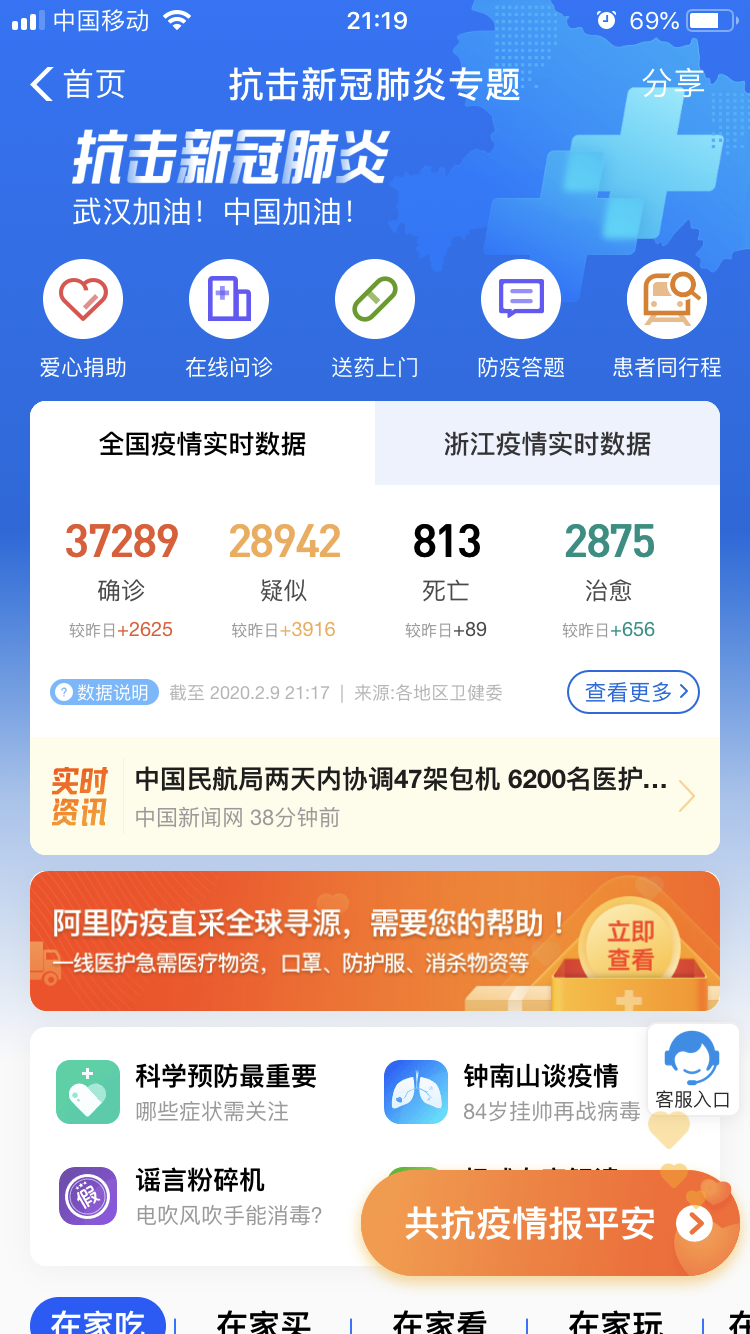 中国移动 21:19 69%
首页 抗击新冠肺炎专题 分享
抗击新冠肺炎
武汉加油！中国加油！
爱心捐助 在线问诊 送药上门 防疫答题 患者同行程
全国疫情实时数据 浙江疫情实时数据
37289 28942 813 2875
确诊 疑似 死亡 治愈
较昨日+2625 较昨日+3916 较昨日+89 较昨日+656
? 数据说明 截至 2020.2.9 21:17 | 来源:各地区卫健委 查看更多
实时
资讯
中国民航局两天内协调47架包机 6200名医护...
中国新闻网 38分钟前
阿里防疫直采全球寻源，需要您的帮助！
一线医护急需医疗物资，口罩、防护服、消杀物资等
立即
查看
科学预防最重要 钟南山谈疫情
哪些症状需关注 84岁挂帅再战病毒
客服入口
假
谣言粉碎机
电吹风吹手能消毒?
共抗疫情报平安
在家吃 在家买 在家看 在家玩